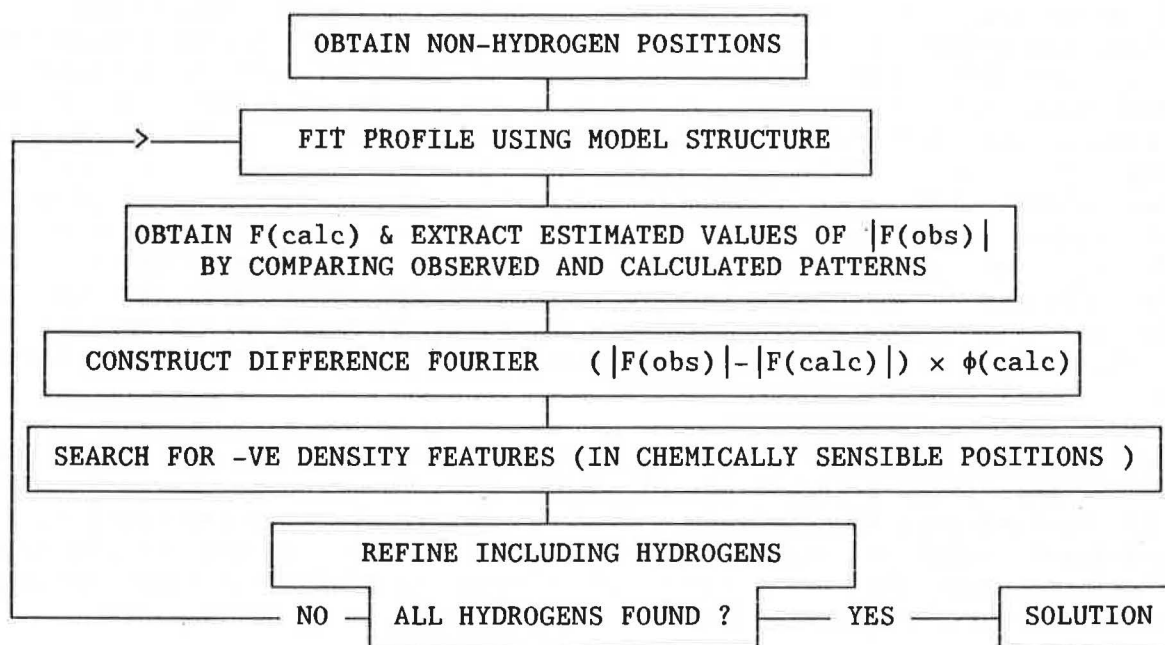 OBTAIN NON-HYDROGEN POSITIONS
>
FIT PROFILE USING MODEL STRUCTURE
OBTAIN F(calc) & EXTRACT ESTIMATED VALUES OF |F(obs)|
BY COMPARING OBSERVED AND CALCULATED PATTERNS
CONSTRUCT DIFFERENCE FOURIER (|F(obs)|-|F(calc)|) × ϕ(calc)
SEARCH FOR -VE DENSITY FEATURES (IN CHEMICALLY SENSIBLE POSITIONS )
REFINE INCLUDING HYDROGENS
NO ALL HYDROGENS FOUND ? YES SOLUTION